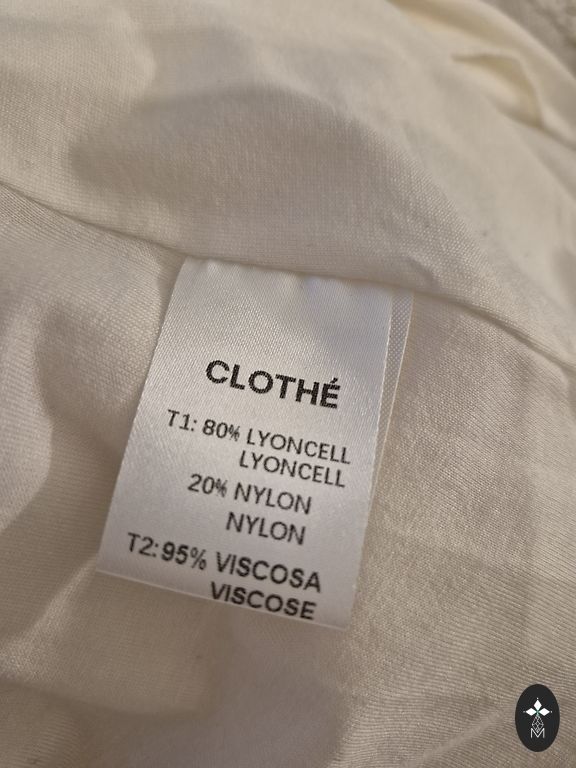 CLOTHÉ
T1: 80% LYONCELL
LYONCELL
20% NYLON
NYLON
T2: 95% VISCOSA
VISCOSE
M